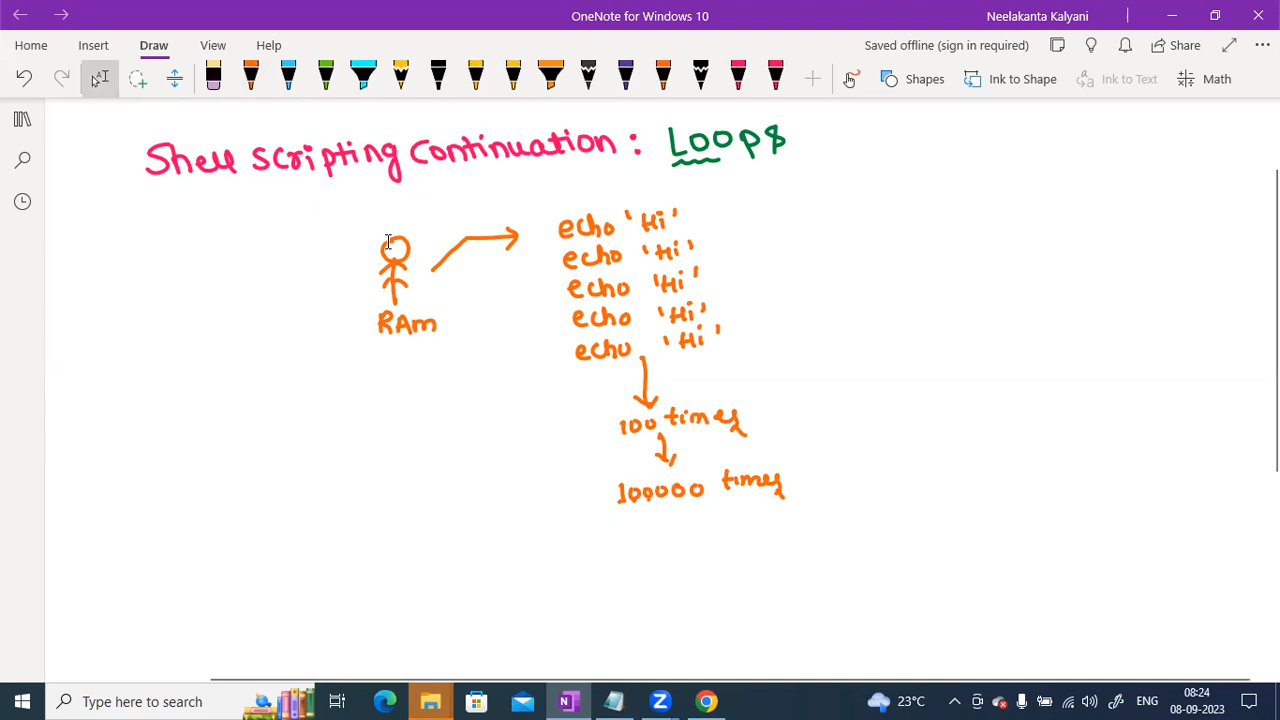 OneNote for Windows 10
Neelakanta Kalyani
Home Insert Draw View Help
Saved offline (sign in required)
Share
Shapes
Ink to Shape
Ink to Text
Math
Shell Scripting Continuation : Loops
echo 'Hi'
echo 'Hi'
echo 'Hi'
echo 'Hi'
echo 'Hi'
RAm
100 times
100000 times
Type here to search
23°C
ENG
08:24
08-09-2023